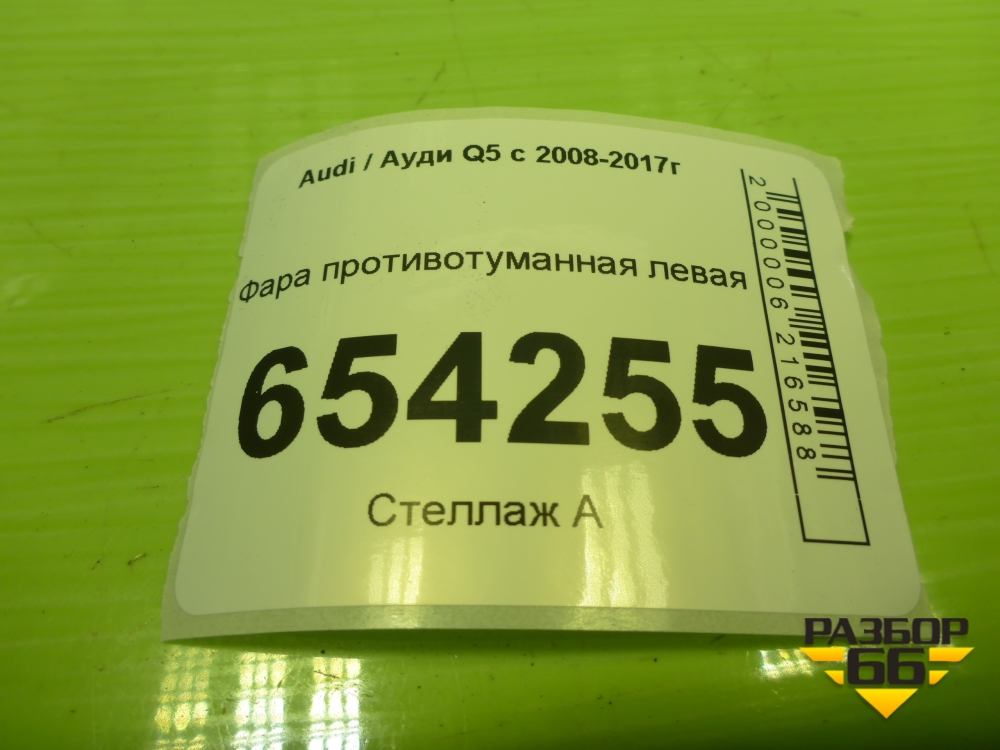 Audi / Ауди Q5 с 2008-2017г
Фара противотуманная левая
654255
Стеллаж А
2000006216588
РАЗБОР
66